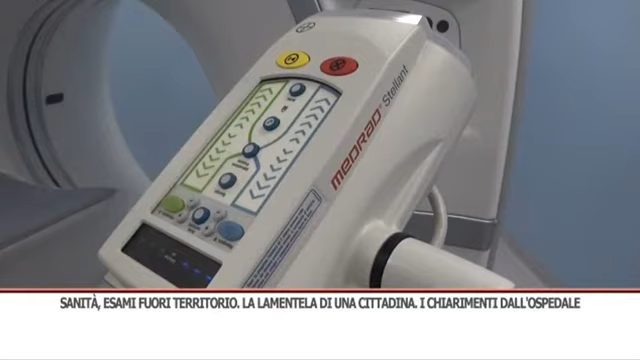 MEDRAD Stellant
SANITÀ, ESAMI FUORI TERRITORIO. LA LAMENTELA DI UNA CITTADINA. I CHIARIMENTI DALL'OSPEDALE